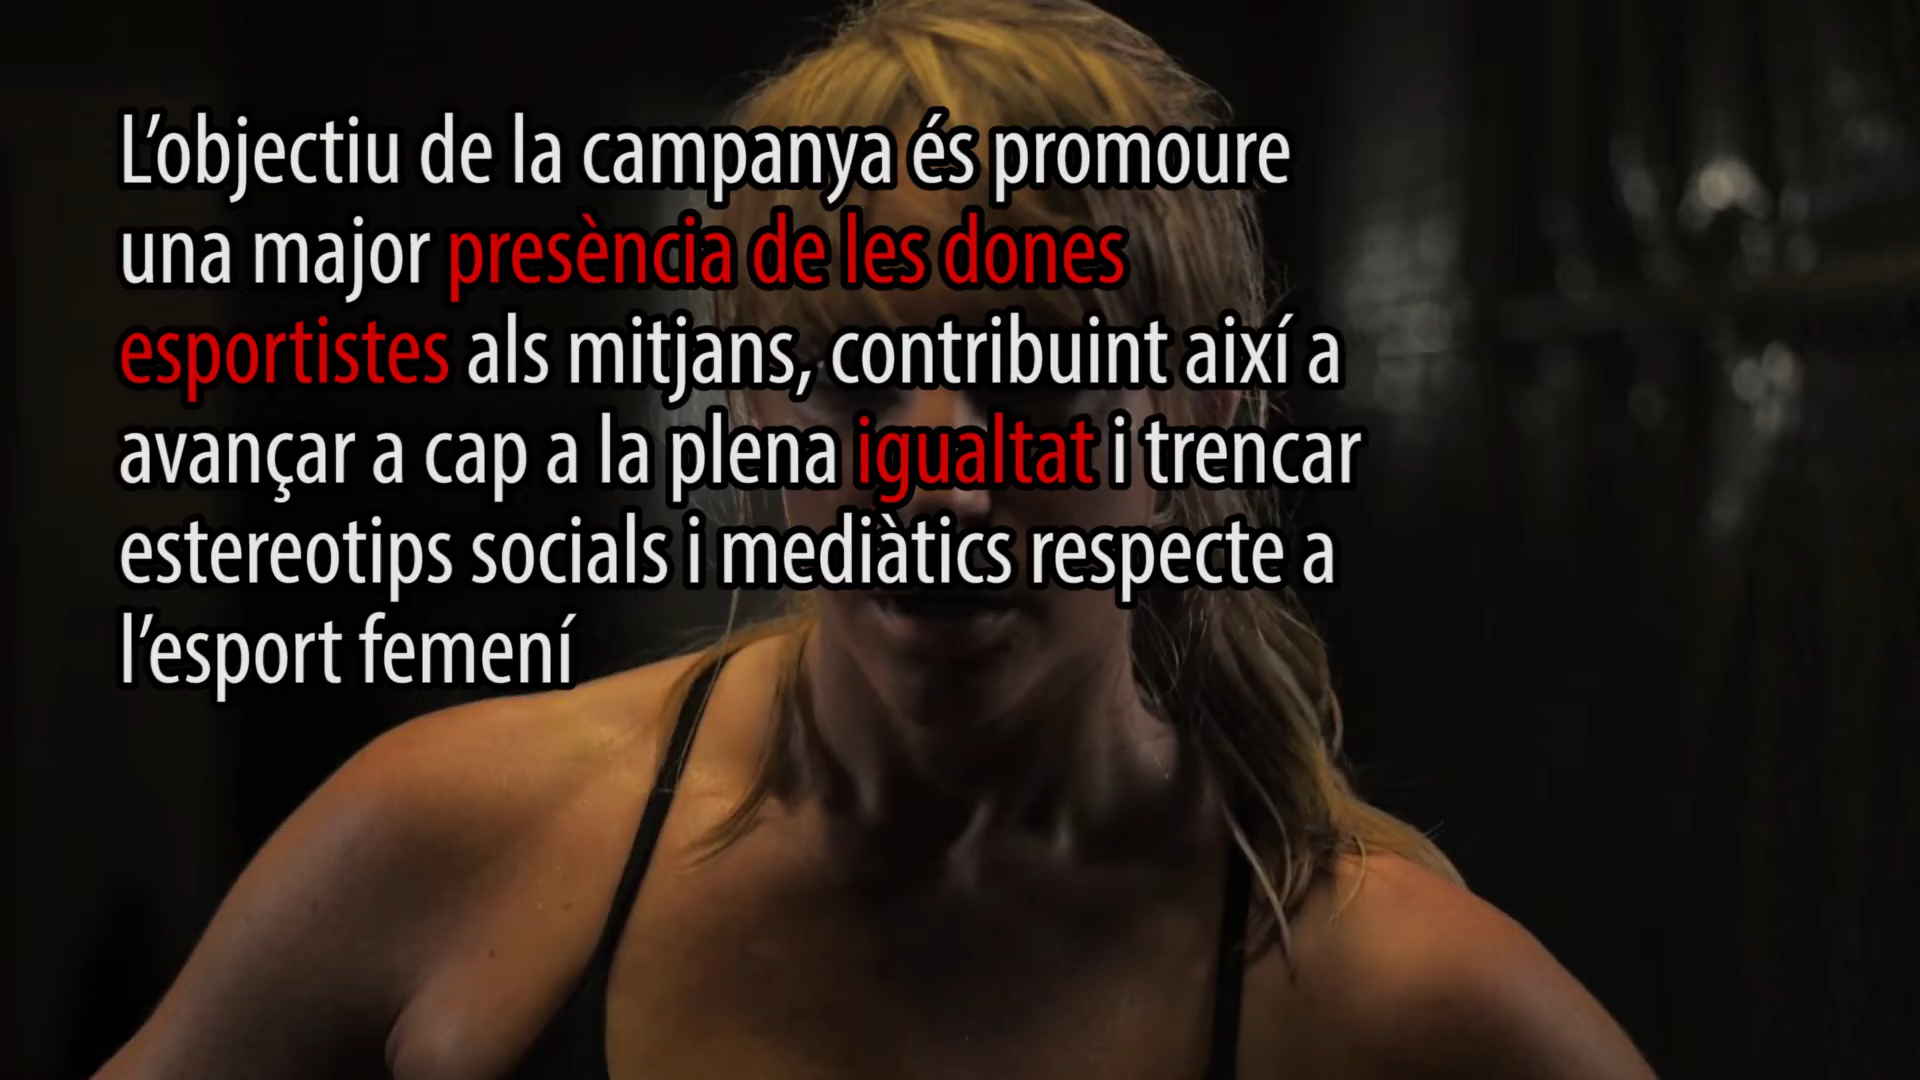 L’objectiu de la campanya és promoure
una major presència de les dones
esportistes als mitjans, contribuint així a
avançar a cap a la plena igualtat i trencar
estereotips socials i mediàtics respecte a
l’esport femení